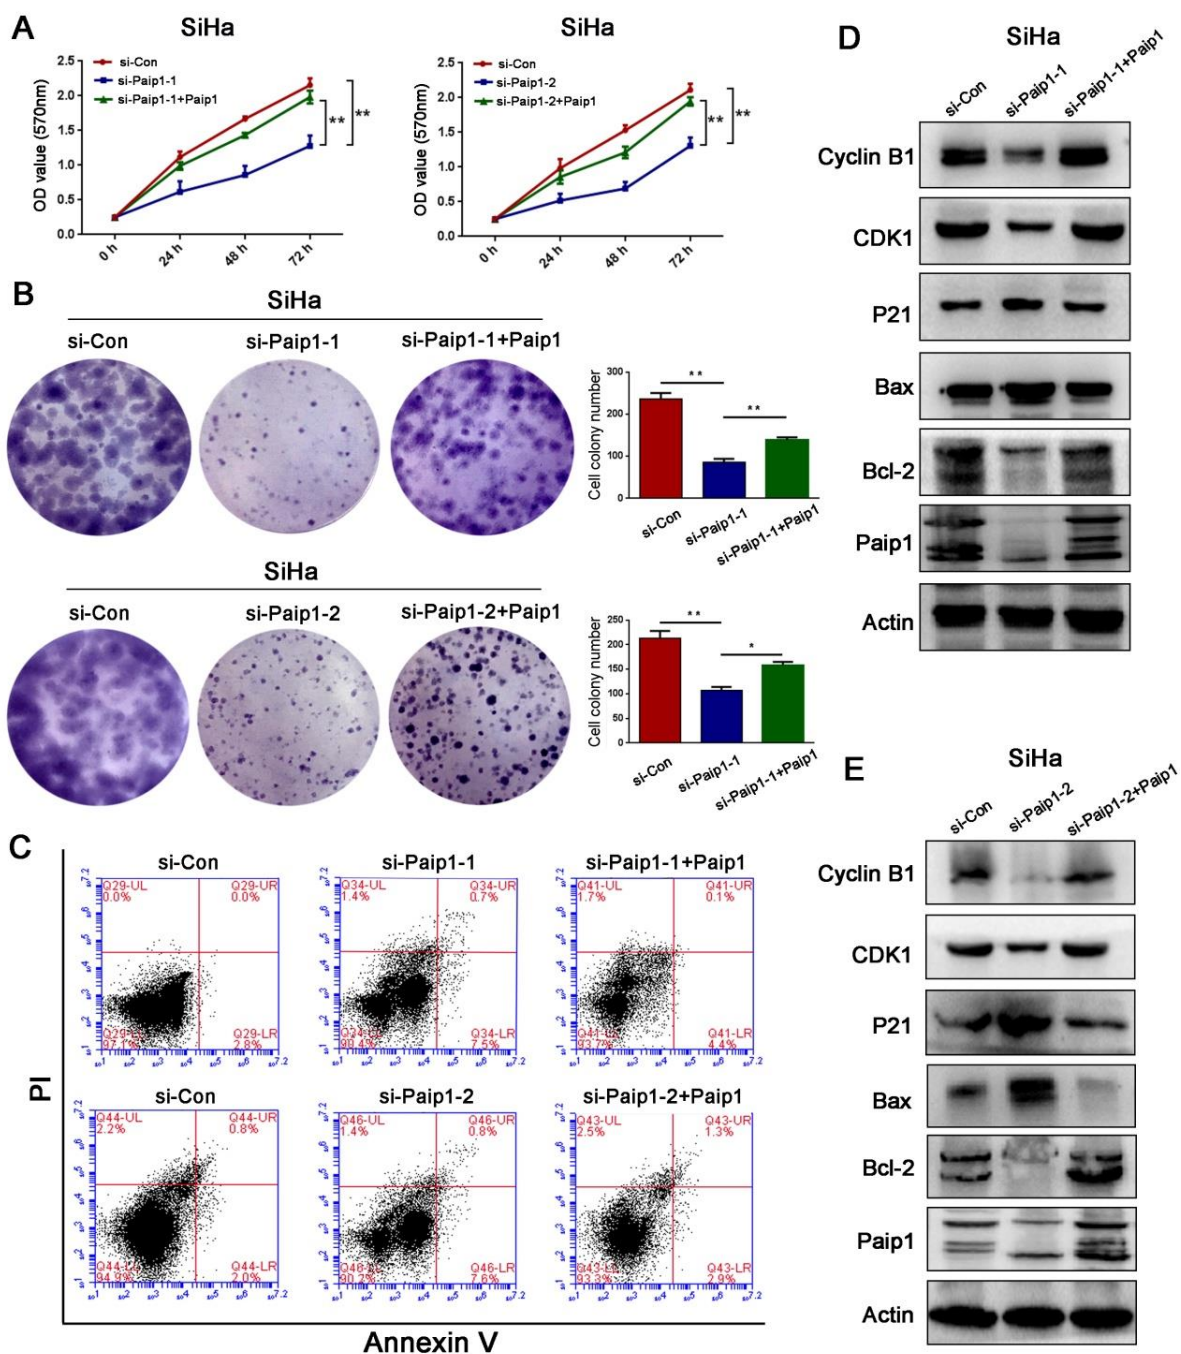 A
SiHa
OD value (570nm)
2.5
2.0
1.5
1.0
0.5
0.0
si-Con
si-Paip1-1
si-Paip1-1+Paip1
**
**
0 h
24 h
48 h
72 h
SiHa
OD value (570nm)
2.5
2.0
1.5
1.0
0.5
0.0
si-Con
si-Paip1-2
si-Paip1-2+Paip1
**
**
0 h
24 h
48 h
72 h
B
SiHa
si-Con
si-Paip1-1
si-Paip1-1+Paip1
Cell colony number
300
200
100
0
**
**
si-Con
si-Paip1-1
si-Paip1-1+Paip1
SiHa
si-Con
si-Paip1-2
si-Paip1-2+Paip1
Cell colony number
250
200
150
100
50
0
**
*
si-Con
si-Paip1-1
si-Paip1-1+Paip1
C
PI
si-Con
Q29-UL
0.0%
Q29-UR
0.0%
97.1%
Q29-LR
2.8%
si-Paip1-1
Q34-UL
1.4%
Q34-UR
0.7%
90.4%
Q34-LR
7.5%
si-Paip1-1+Paip1
Q41-UL
1.7%
Q41-UR
0.1%
93.7%
Q41-LR
4.4%
si-Con
Q44-UL
2.2%
Q44-UR
0.8%
94.9%
Q44-LR
2.0%
si-Paip1-2
Q46-UL
1.4%
Q46-UR
0.8%
90.2%
Q46-LR
7.6%
si-Paip1-2+Paip1
Q43-UL
2.5%
Q43-UR
1.3%
93.3%
Q43-LR
2.9%
Annexin V
D
SiHa
si-Con
si-Paip1-1
si-Paip1-1+Paip1
Cyclin B1
CDK1
P21
Bax
Bcl-2
Paip1
Actin
E
SiHa
si-Con
si-Paip1-2
si-Paip1-2+Paip1
Cyclin B1
CDK1
P21
Bax
Bcl-2
Paip1
Actin